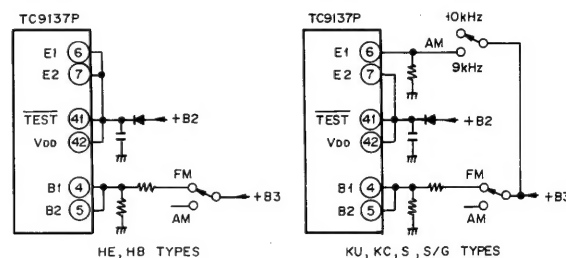 TC9137P
E1 6
E2 7
TEST 41
VDD 42
+B2
B1 4
B2 5
FM
AM
+B3
HE, HB TYPES
TC9137P
10kHz
E1 6
AM
9kHz
E2 7
TEST 41
VDD 42
+B2
B1 4
B2 5
FM
AM
+B3
KU, KC, S, S/G TYPES